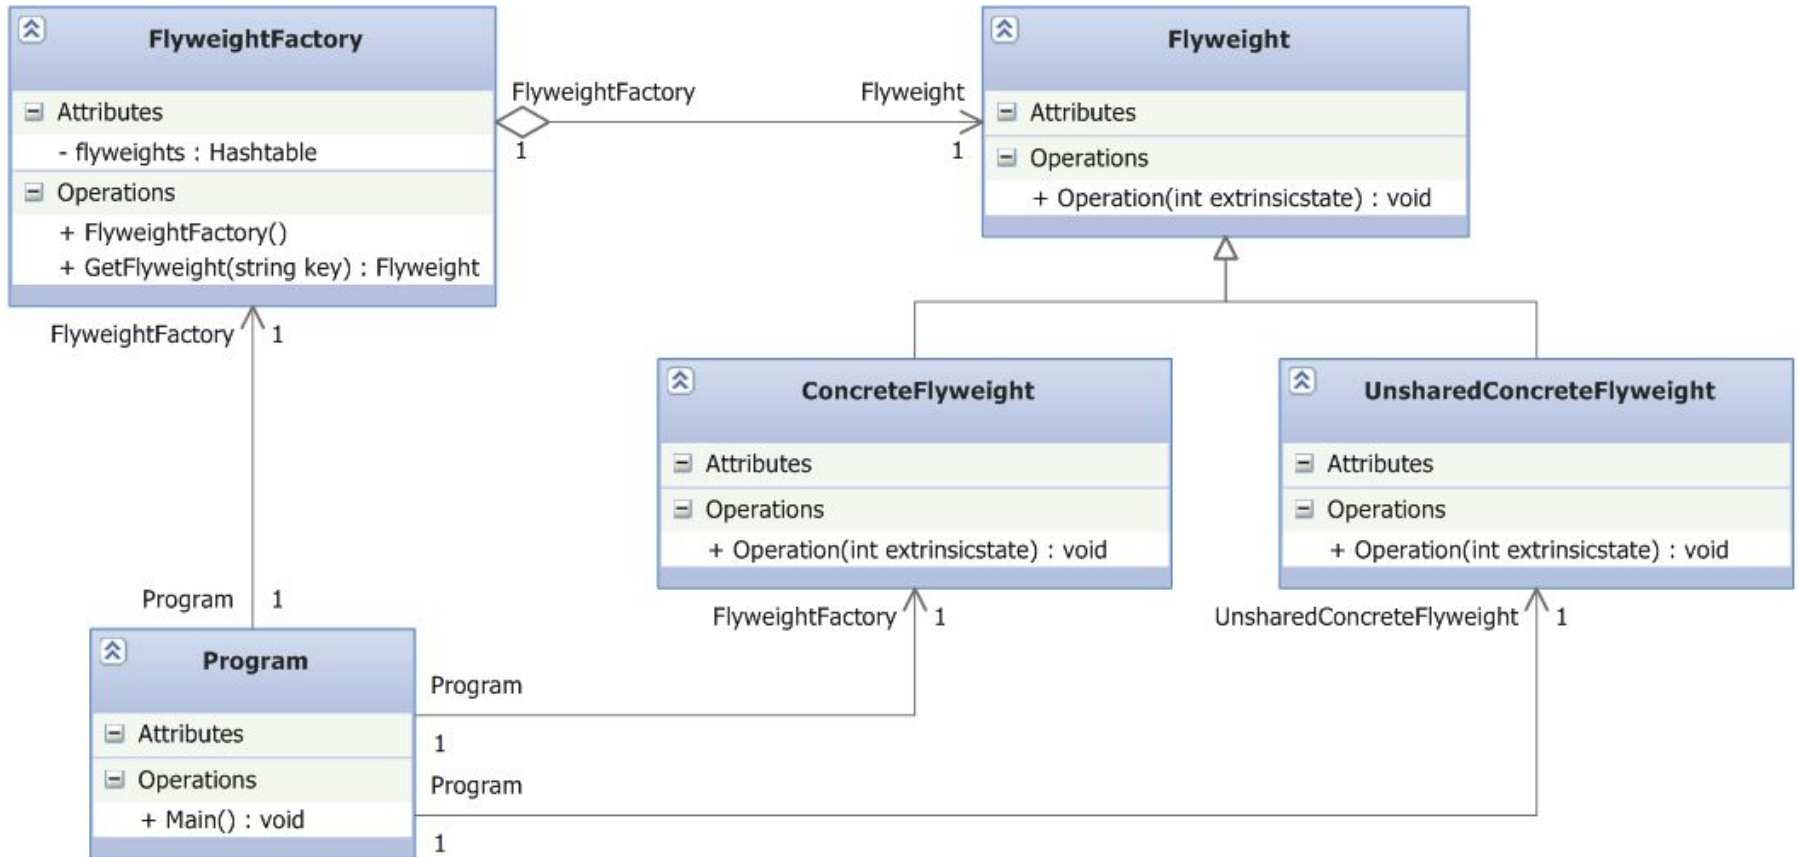 FlyweightFactory
Attributes
- flyweights : Hashtable
Operations
+ FlyweightFactory()
+ GetFlyweight(string key) : Flyweight
FlyweightFactory
1
Flyweight
1
Flyweight
Attributes
Operations
+ Operation(int extrinsicstate) : void
FlyweightFactory
1
Program
1
ConcreteFlyweight
Attributes
Operations
+ Operation(int extrinsicstate) : void
UnsharedConcreteFlyweight
Attributes
Operations
+ Operation(int extrinsicstate) : void
FlyweightFactory
1
UnsharedConcreteFlyweight
1
Program
Attributes
Operations
+ Main() : void
Program
1
Program
1